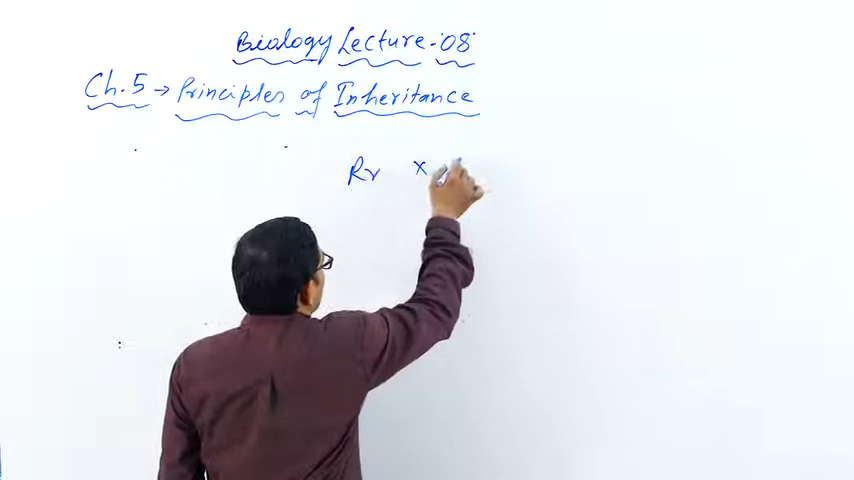 Biology Lecture-08
Ch.5 → Principles of Inheritance
Rr ×